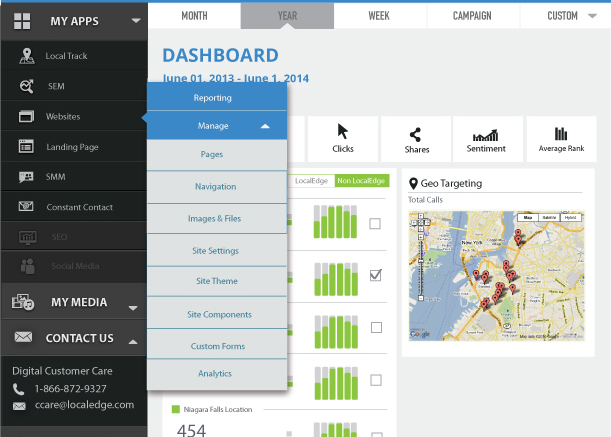 MY APPS
Local Track
SEM
Websites
Landing Page
SMM
Constant Contact
SEO
Social Media
MY MEDIA
CONTACT US
Digital Customer Care
1-866-872-9327
ccare@localedge.com
MONTH
YEAR
WEEK
CAMPAIGN
CUSTOM
DASHBOARD
June 01, 2013 - June 1, 2014
Reporting
Manage
Pages
Navigation
Images & Files
Site Settings
Site Theme
Site Components
Custom Forms
Analytics
Clicks
Shares
Sentiment
Average Rank
LocalEdge
Non LocalEdge
Niagara Falls Location
454
Geo Targeting
Total Calls
Map
Satellite
Hybrid
New York
Google